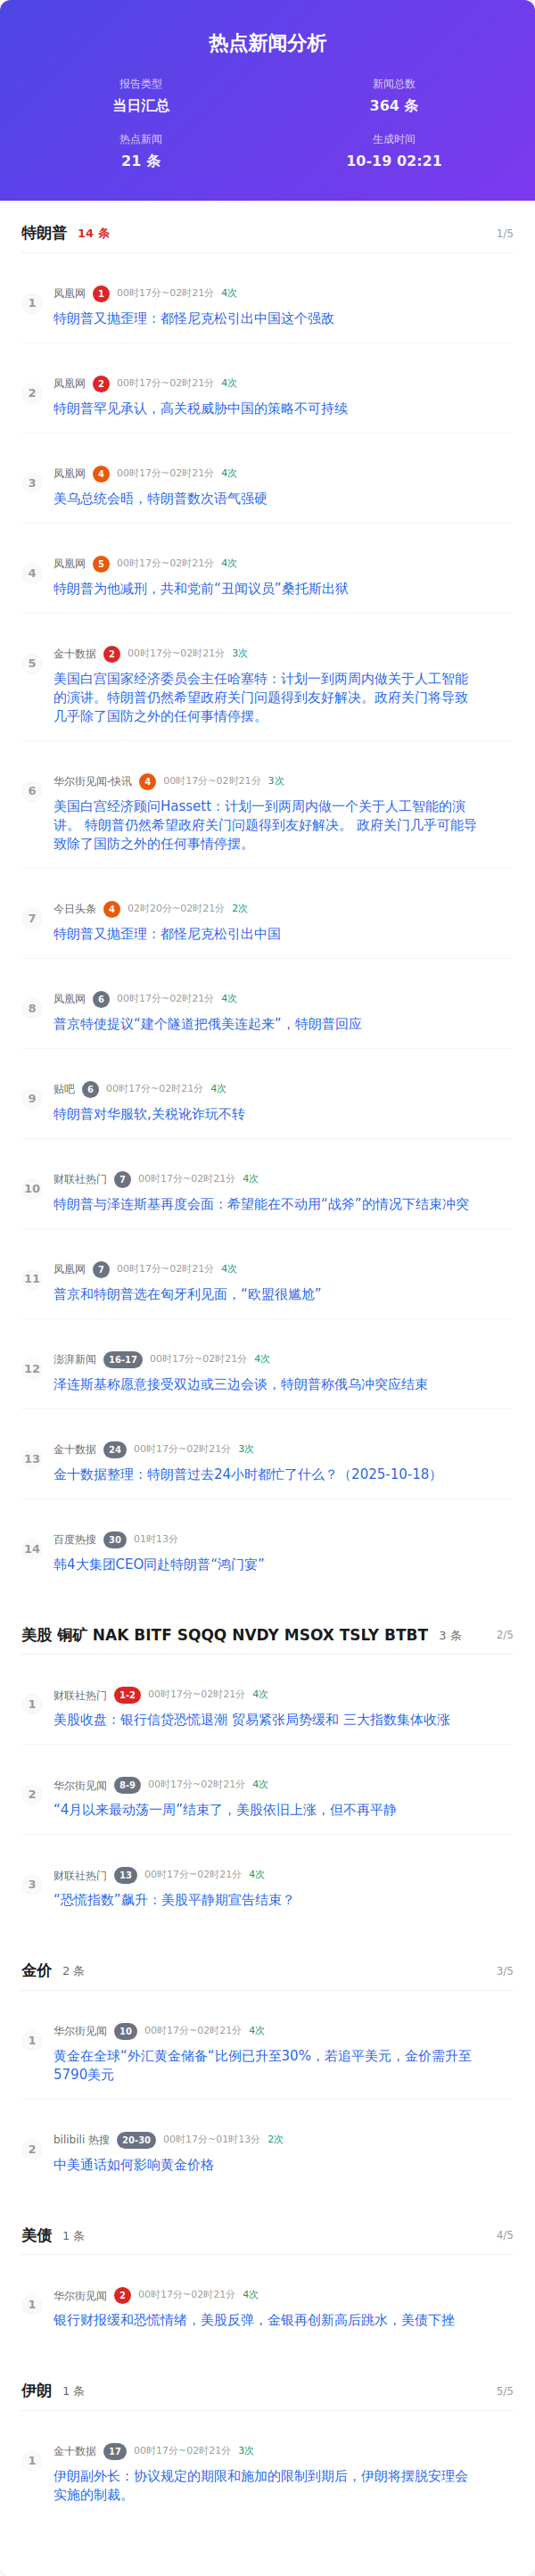 热点新闻分析
报告类型
当日汇总
新闻总数
364 条
热点新闻
21 条
生成时间
10-19 02:21
特朗普 14 条 1/5
1
凤凰网 1 00时17分~02时21分 4次
特朗普又抛歪理：都怪尼克松引出中国这个强敌
2
凤凰网 2 00时17分~02时21分 4次
特朗普罕见承认，高关税威胁中国的策略不可持续
3
凤凰网 4 00时17分~02时21分 4次
美乌总统会晤，特朗普数次语气强硬
4
凤凰网 5 00时17分~02时21分 4次
特朗普为他减刑，共和党前“丑闻议员”桑托斯出狱
5
金十数据 2 00时17分~02时21分 3次
美国白宫国家经济委员会主任哈塞特：计划一到两周内做关于人工智能
的演讲。特朗普仍然希望政府关门问题得到友好解决。政府关门将导致
几乎除了国防之外的任何事情停摆。
6
华尔街见闻-快讯 4 00时17分~02时21分 3次
美国白宫经济顾问Hassett：计划一到两周内做一个关于人工智能的演
讲。 特朗普仍然希望政府关门问题得到友好解决。 政府关门几乎可能导
致除了国防之外的任何事情停摆。
7
今日头条 4 02时20分~02时21分 2次
特朗普又抛歪理：都怪尼克松引出中国
8
凤凰网 6 00时17分~02时21分 4次
普京特使提议“建个隧道把俄美连起来”，特朗普回应
9
贴吧 6 00时17分~02时21分 4次
特朗普对华服软,关税讹诈玩不转
10
财联社热门 7 00时17分~02时21分 4次
特朗普与泽连斯基再度会面：希望能在不动用“战斧”的情况下结束冲突
11
凤凰网 7 00时17分~02时21分 4次
普京和特朗普选在匈牙利见面，“欧盟很尴尬”
12
澎湃新闻 16-17 00时17分~02时21分 4次
泽连斯基称愿意接受双边或三边会谈，特朗普称俄乌冲突应结束
13
金十数据 24 00时17分~02时21分 3次
金十数据整理：特朗普过去24小时都忙了什么？（2025-10-18）
14
百度热搜 30 01时13分
韩4大集团CEO同赴特朗普“鸿门宴”
美股 铜矿 NAK BITF SQQQ NVDY MSOX TSLY BTBT 3 条 2/5
1
财联社热门 1-2 00时17分~02时21分 4次
美股收盘：银行信贷恐慌退潮 贸易紧张局势缓和 三大指数集体收涨
2
华尔街见闻 8-9 00时17分~02时21分 4次
“4月以来最动荡一周”结束了，美股依旧上涨，但不再平静
3
财联社热门 13 00时17分~02时21分 4次
“恐慌指数”飙升：美股平静期宣告结束？
金价 2 条 3/5
1
华尔街见闻 10 00时17分~02时21分 4次
黄金在全球“外汇黄金储备“比例已升至30%，若追平美元，金价需升至
5790美元
2
bilibili 热搜 20-30 00时17分~01时13分 2次
中美通话如何影响黄金价格
美债 1 条 4/5
1
华尔街见闻 2 00时17分~02时21分 4次
银行财报缓和恐慌情绪，美股反弹，金银再创新高后跳水，美债下挫
伊朗 1 条 5/5
1
金十数据 17 00时17分~02时21分 3次
伊朗副外长：协议规定的期限和施加的限制到期后，伊朗将摆脱安理会
实施的制裁。